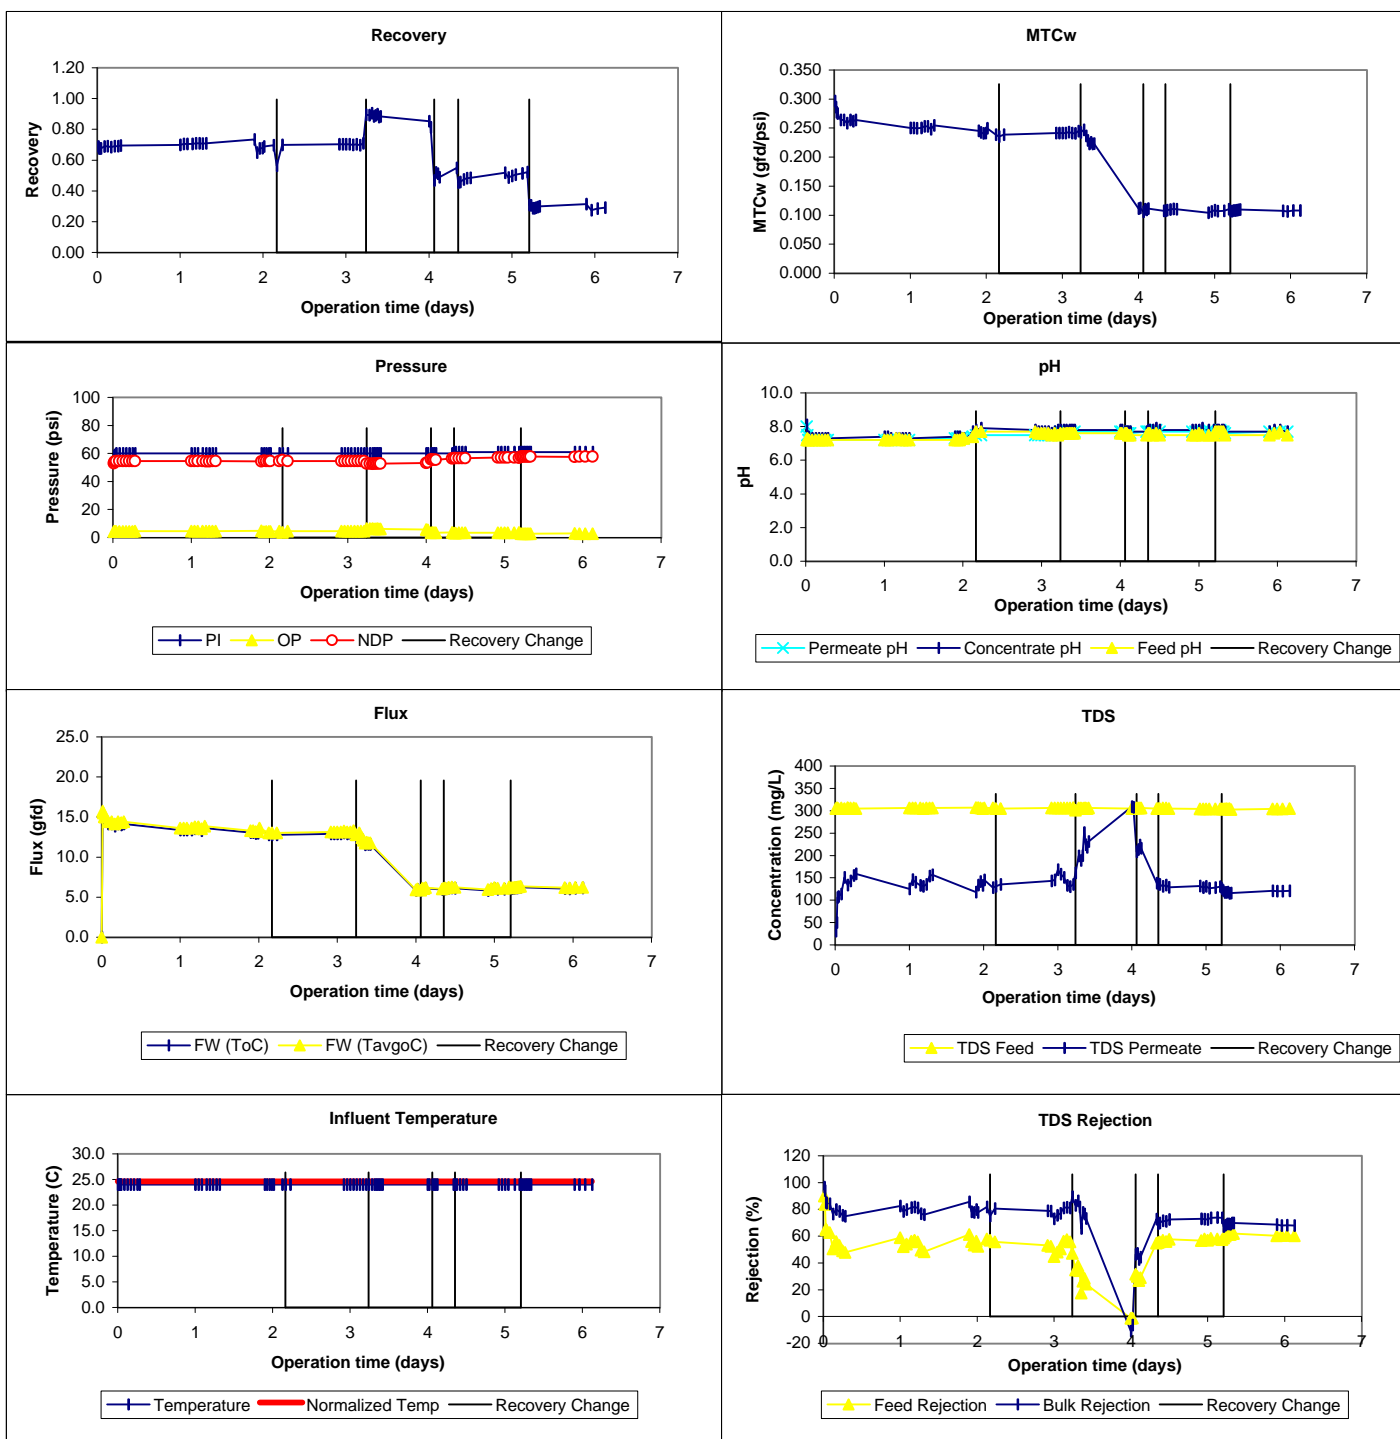 Recovery
1.20
1.00
0.80
0.60
0.40
0.20
0.00
Recovery
0 1 2 3 4 5 6 7
Operation time (days)
MTCw
0.350
0.300
0.250
0.200
0.150
0.100
0.050
0.000
MTCw (gfd/psi)
0 1 2 3 4 5 6 7
Operation time (days)
Pressure
100
80
60
40
20
0
Pressure (psi)
0 1 2 3 4 5 6 7
Operation time (days)
PI OP NDP Recovery Change
pH
10.0
8.0
6.0
4.0
2.0
0.0
pH
0 1 2 3 4 5 6 7
Operation time (days)
Permeate pH Concentrate pH Feed pH Recovery Change
Flux
25.0
20.0
15.0
10.0
5.0
0.0
Flux (gfd)
0 1 2 3 4 5 6 7
Operation time (days)
FW (ToC) FW (TavgoC) Recovery Change
TDS
400
350
300
250
200
150
100
50
0
Concentration (mg/L)
0 1 2 3 4 5 6 7
Operation time (days)
TDS Feed TDS Permeate Recovery Change
Influent Temperature
30.0
25.0
20.0
15.0
10.0
5.0
0.0
Temperature (C)
0 1 2 3 4 5 6 7
Operation time (days)
Temperature Normalized Temp Recovery Change
TDS Rejection
120
100
80
60
40
20
0
-20
Rejection (%)
0 1 2 3 4 5 6 7
Operation time (days)
Feed Rejection Bulk Rejection Recovery Change